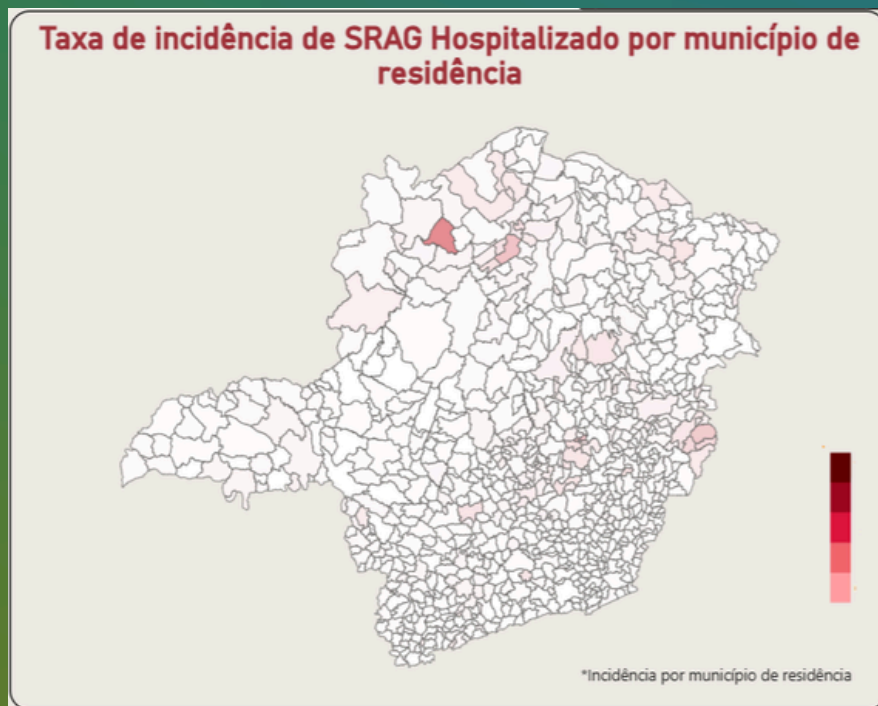 Taxa de incidência de SRAG Hospitalizado por município de
residência
*Incidência por município de residência